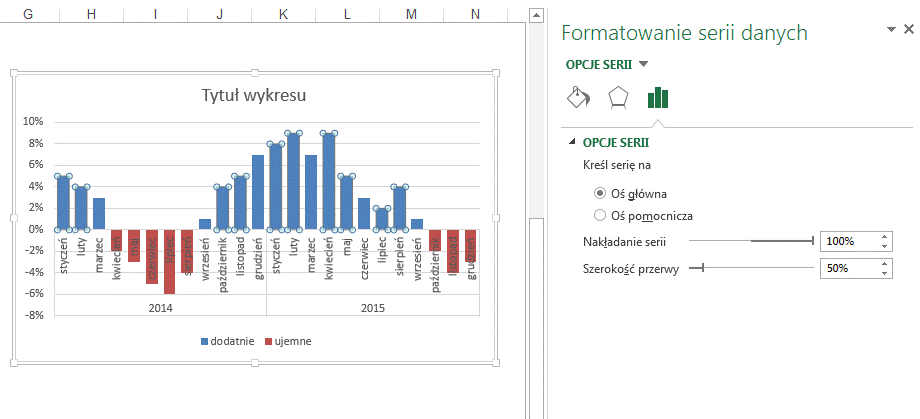 G H I J K L M N
Formatowanie serii danych
OPCJE SERII
OPCJE SERII
Kreśl serię na
Oś główna
Oś pomocnicza
Nakładanie serii 100%
Szerokość przerwy 50%
Tytuł wykresu
10%
8%
6%
4%
2%
0%
-2%
-4%
-6%
-8%
styczeń
luty
marzec
kwiecień
maj
czerwiec
lipiec
sierpień
wrzesień
październik
listopad
grudzień
styczeń
luty
marzec
kwiecień
maj
czerwiec
lipiec
sierpień
wrzesień
październik
listopad
grudzień
2014 2015
dodatnie ujemne